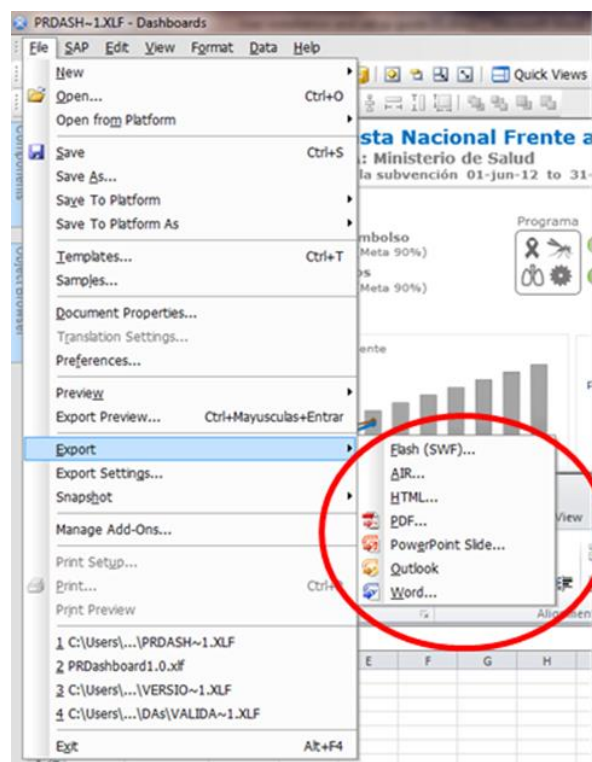 PRDASH~1.XLF - Dashboards
File SAP Edit View Format Data Help
New
Quick Views
Open... Ctrl+O
Open from Platform
Components
sta Nacional Frente a
Save Ctrl+S
: Ministerio de Salud
Save As...
la subvención 01-jun-12 to 31-
Save To Platform
Save To Platform As
Programa
mbolso
(Meta 90%)
Templates... Ctrl+T
os
Samples...
(Meta 90%)
Object Browser
Document Properties...
Translation Settings...
ente
Preferences...
Preview
Export Preview... Ctrl+Mayusculas+Entrar
Export
Flash (SWF)...
Export Settings...
AIR...
Snapshot
HTML...
Manage Add-Ons...
PDF...
View
PowerPoint Slide...
Print Setup...
Outlook
Print...
Word...
Print Preview
1 C:\Users\...\PRDASH~1.XLF
E F G H
2 PRDashboard1.0.xlf
3 C:\Users\...\VERSIO~1.XLF
4 C:\Users\...\DAs\VALIDA~1.XLF
Exit Alt+F4